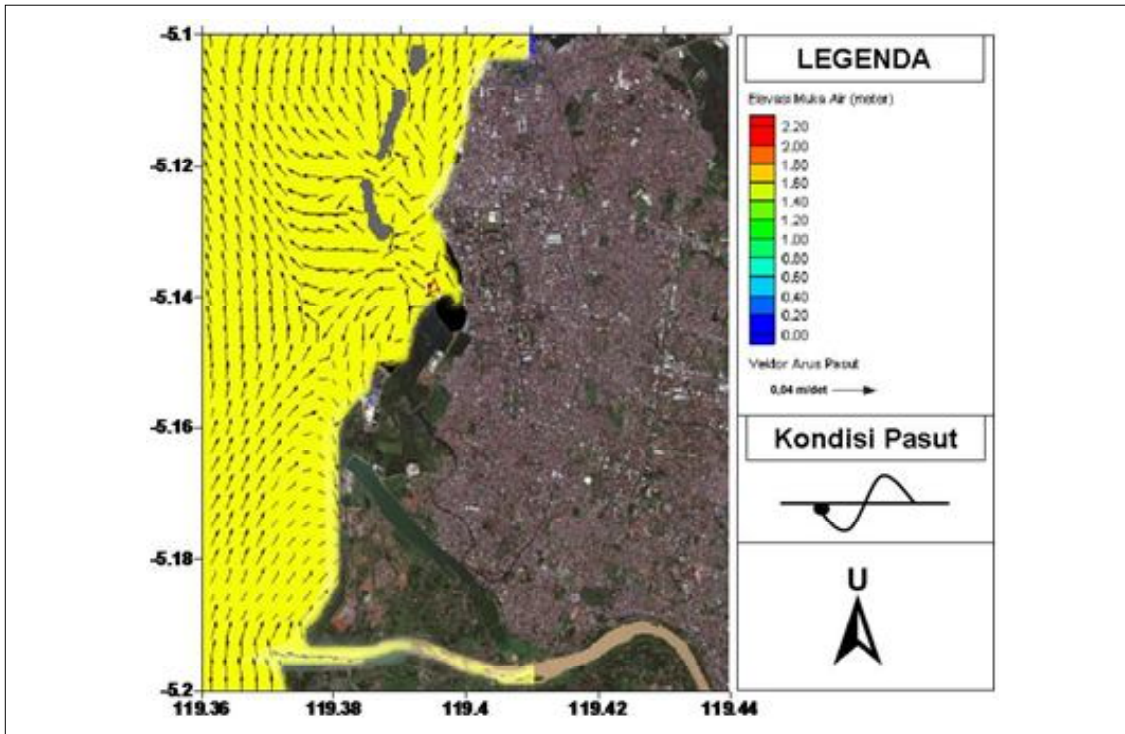 -5.1
-5.12
-5.14
-5.16
-5.18
-5.2
119.36 119.38 119.4 119.42 119.44
LEGENDA
Elevasi Muka Air (meter)
2.20
2.00
1.80
1.60
1.40
1.20
1.00
0.80
0.60
0.40
0.20
0.00
Vektor Arus Pasut
0,04 m/det
Kondisi Pasut
U